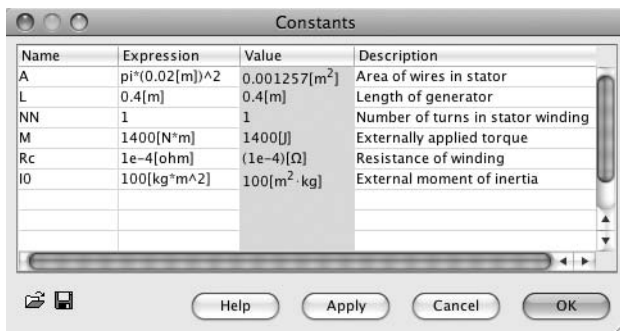 Constants
Name Expression Value Description
A pi*(0.02[m])^2 0.001257[m²] Area of wires in stator
L 0.4[m] 0.4[m] Length of generator
NN 1 1 Number of turns in stator winding
M 1400[N*m] 1400[J] Externally applied torque
Rc 1e-4[ohm] (1e-4)[Ω] Resistance of winding
I0 100[kg*m^2] 100[m²·kg] External moment of inertia
Help Apply Cancel OK